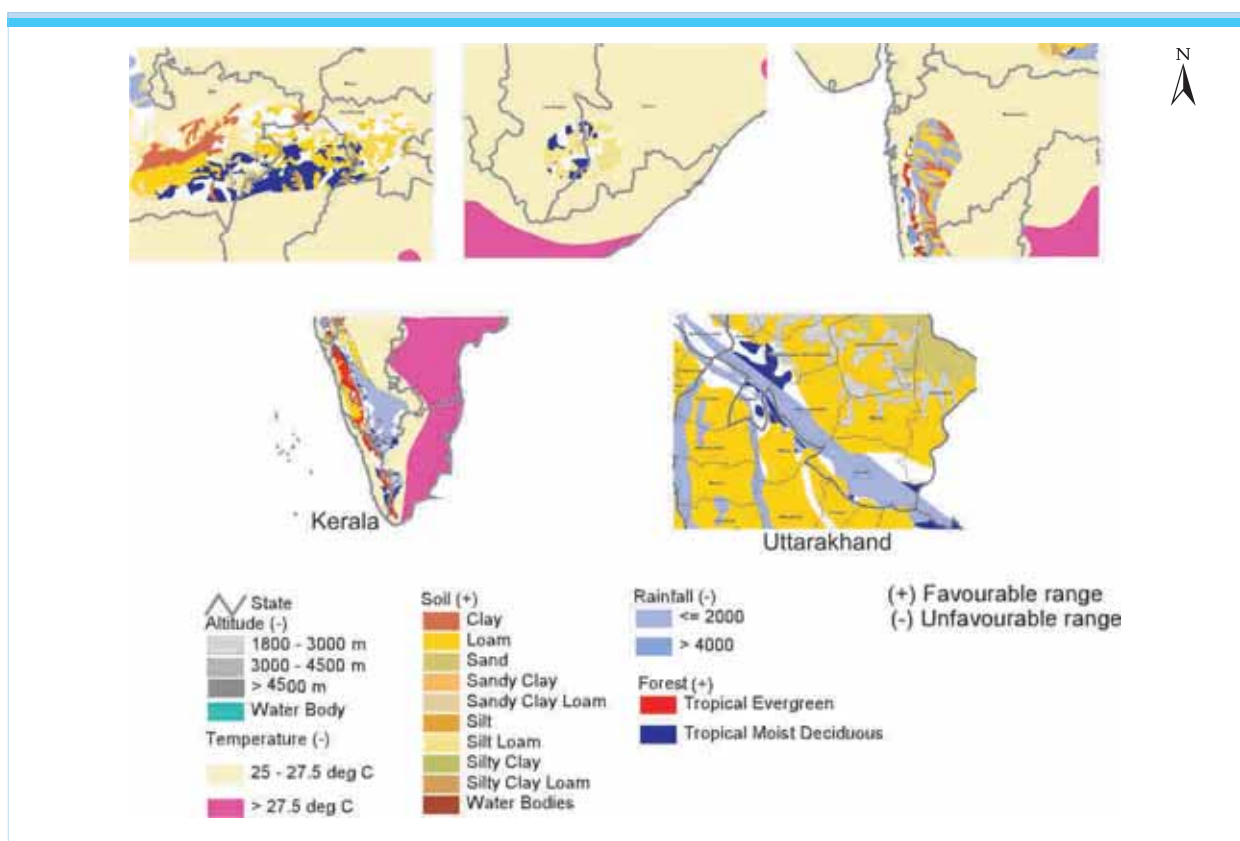 N
Kerala
Uttarakhand
State
Altitude (-)
1800 - 3000 m
3000 - 4500 m
> 4500 m
Water Body
Temperature (-)
25 - 27.5 deg C
> 27.5 deg C
Soil (+)
Clay
Loam
Sand
Sandy Clay
Sandy Clay Loam
Silt
Silt Loam
Silty Clay
Silty Clay Loam
Water Bodies
Rainfall (-)
<= 2000
> 4000
Forest (+)
Tropical Evergreen
Tropical Moist Deciduous
(+) Favourable range
(-) Unfavourable range